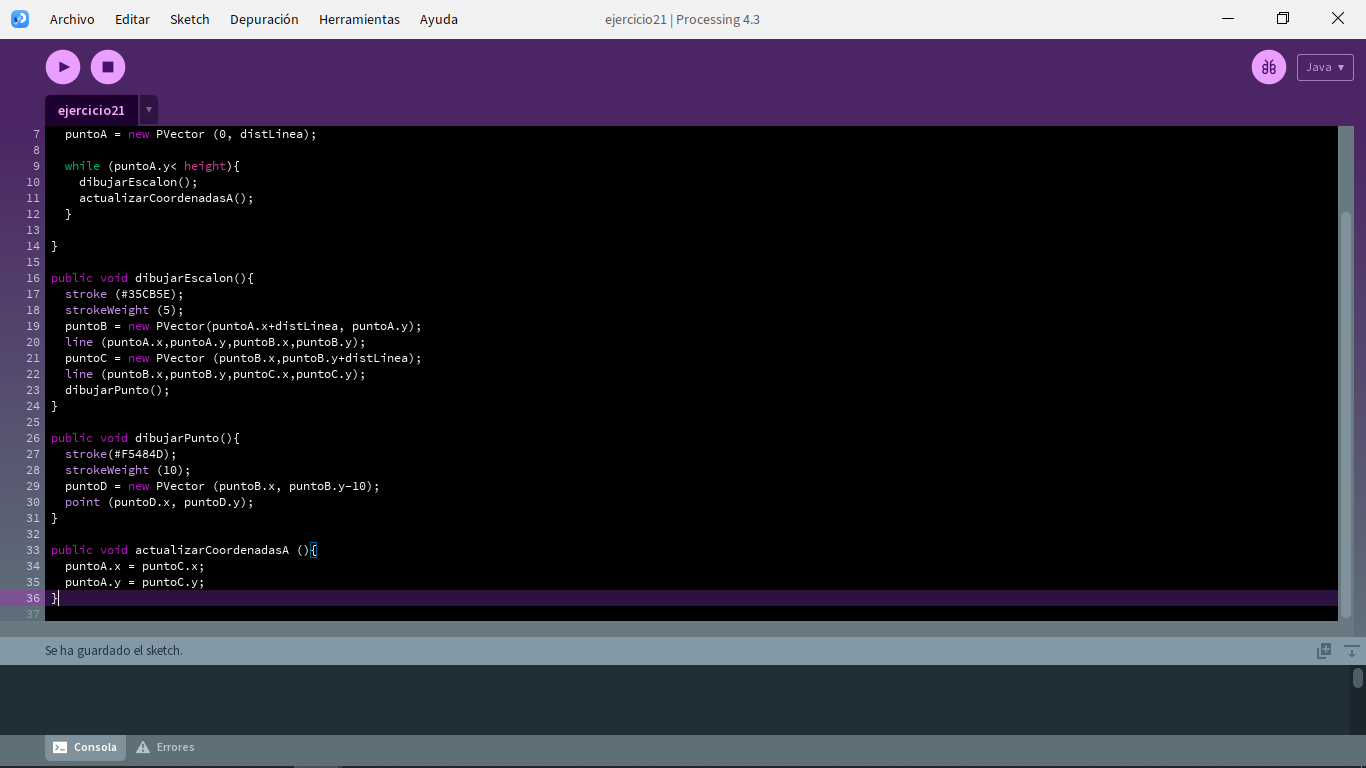 Archivo Editar Sketch Depuración Herramientas Ayuda ejercicio21 | Processing 4.3
Java ▾
ejercicio21 ▾
7 puntoA = new PVector (0, distLinea);
8
9 while (puntoA.y< height){
10 dibujarEscalon();
11 actualizarCoordenadasA();
12 }
13
14 }
15
16 public void dibujarEscalon(){
17 stroke (#35CB5E);
18 strokeWeight (5);
19 puntoB = new PVector(puntoA.x+distLinea, puntoA.y);
20 line (puntoA.x,puntoA.y,puntoB.x,puntoB.y);
21 puntoC = new PVector (puntoB.x,puntoB.y+distLinea);
22 line (puntoB.x,puntoB.y,puntoC.x,puntoC.y);
23 dibujarPunto();
24 }
25
26 public void dibujarPunto(){
27 stroke(#F5484D);
28 strokeWeight (10);
29 puntoD = new PVector (puntoB.x, puntoB.y-10);
30 point (puntoD.x, puntoD.y);
31 }
32
33 public void actualizarCoordenadasA (){
34 puntoA.x = puntoC.x;
35 puntoA.y = puntoC.y;
36 }
37
Se ha guardado el sketch.
Consola Errores